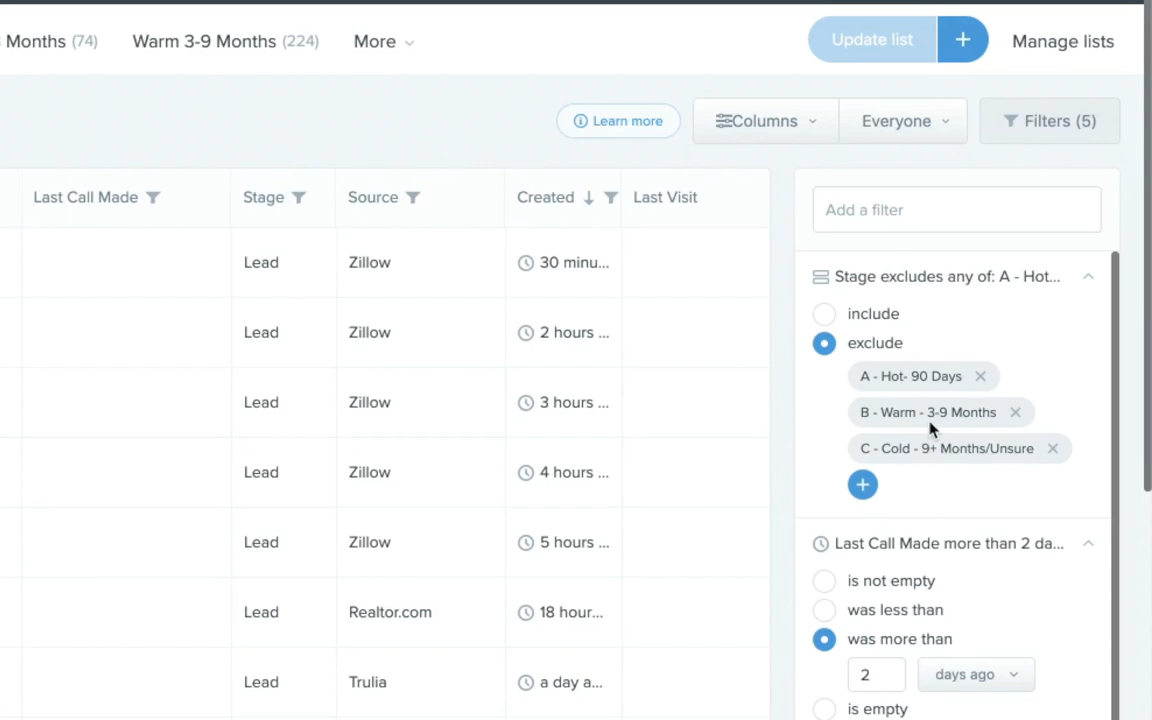 Months (74) Warm 3-9 Months (224) More Update list + Manage lists
Learn more Columns Everyone Filters (5)
Last Call Made Stage Source Created Last Visit
Add a filter
Lead Zillow 30 minu...
Stage excludes any of: A - Hot...
include
Lead Zillow 2 hours ...
exclude
A - Hot- 90 Days
Lead Zillow 3 hours ...
B - Warm - 3-9 Months
C - Cold - 9+ Months/Unsure
Lead Zillow 4 hours ...
Lead Zillow 5 hours ...
Last Call Made more than 2 da...
is not empty
Lead Realtor.com 18 hour...
was less than
was more than
2 days ago
Lead Trulia a day a...
is empty